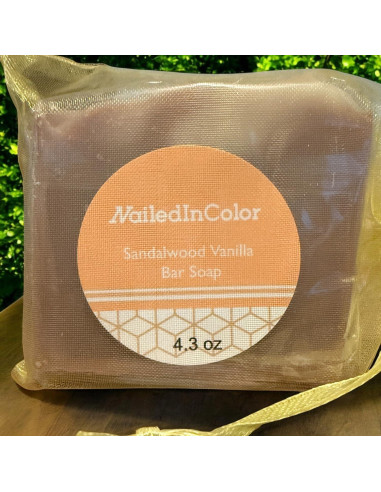 NailedInColor
Sandalwood Vanilla
Bar Soap
4.3 oz